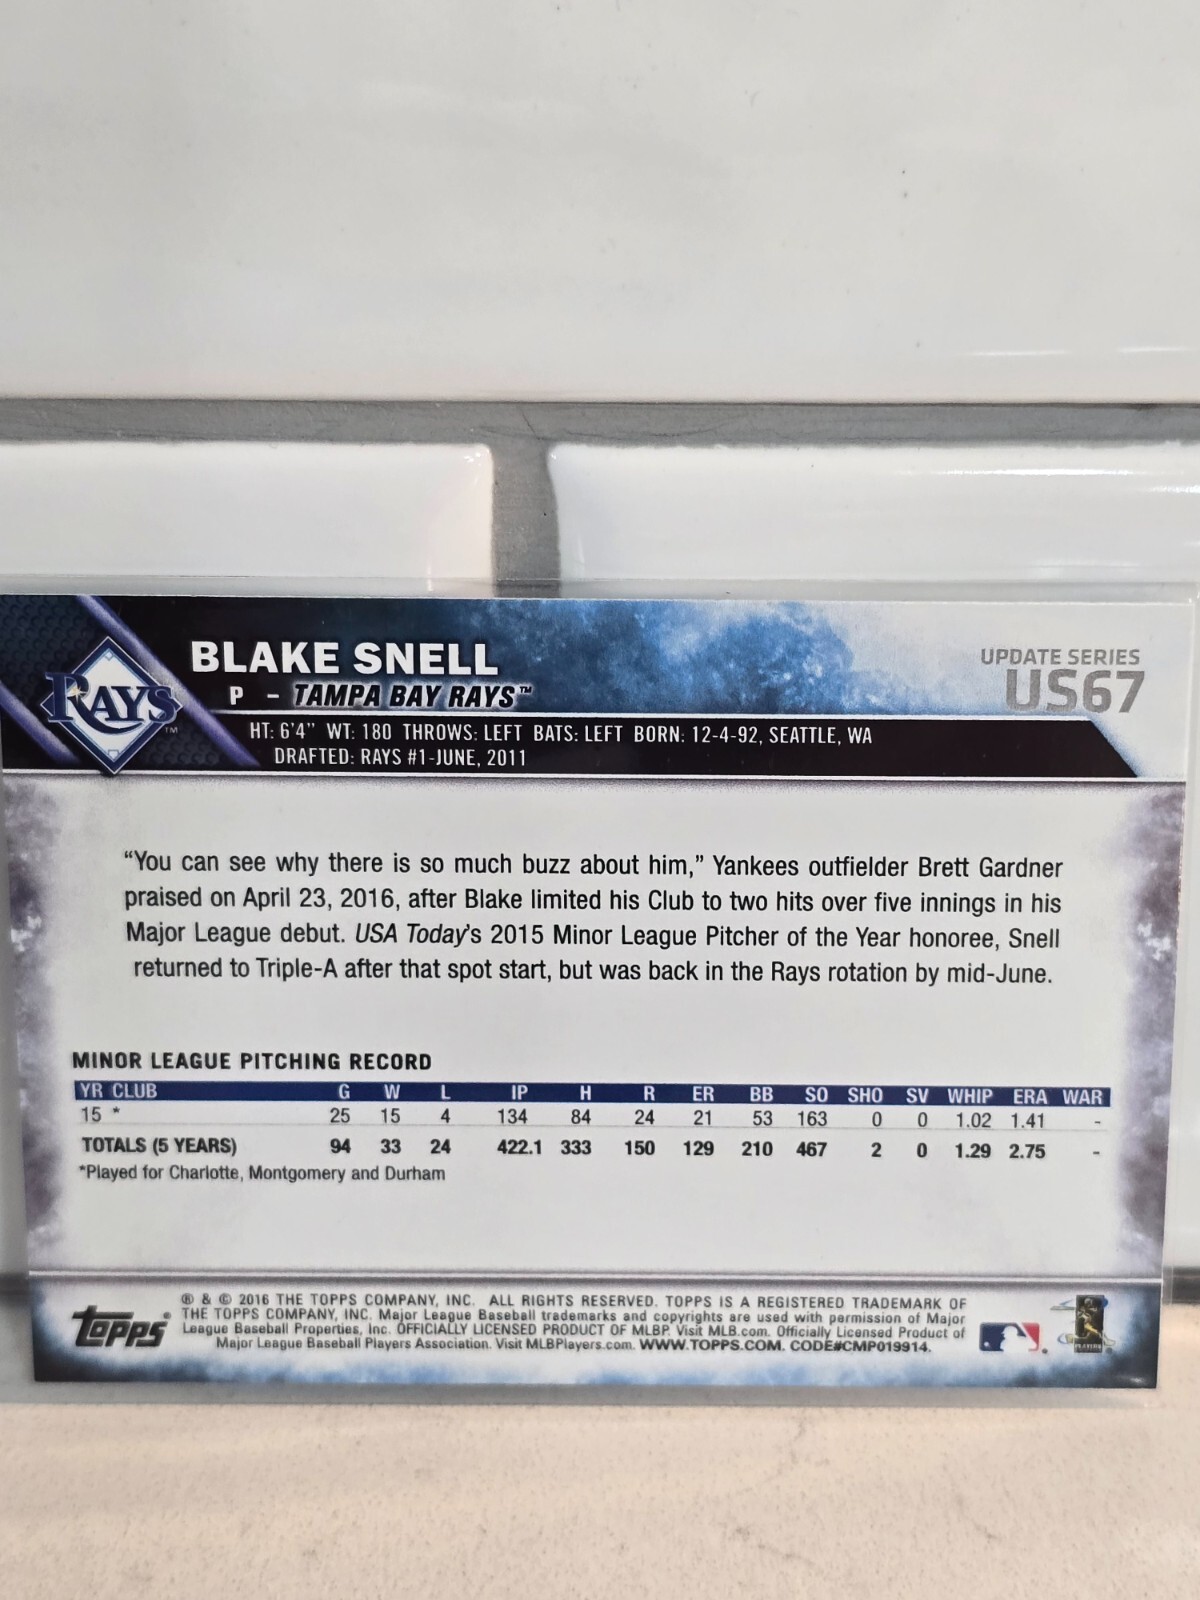 RAYS™
BLAKE SNELL
P - TAMPA BAY RAYS™
UPDATE SERIES
US67
HT: 6'4" WT: 180 THROWS: LEFT BATS: LEFT BORN: 12-4-92, SEATTLE, WA
DRAFTED: RAYS #1-JUNE, 2011
“You can see why there is so much buzz about him,” Yankees outfielder Brett Gardner
praised on April 23, 2016, after Blake limited his Club to two hits over five innings in his
Major League debut. USA Today's 2015 Minor League Pitcher of the Year honoree, Snell
returned to Triple-A after that spot start, but was back in the Rays rotation by mid-June.
MINOR LEAGUE PITCHING RECORD
YR CLUB G W L IP H R ER BB SO SHO SV WHIP ERA WAR
15 * 25 15 4 134 84 24 21 53 163 0 0 1.02 1.41 -
TOTALS (5 YEARS) 94 33 24 422.1 333 150 129 210 467 2 0 1.29 2.75 -
*Played for Charlotte, Montgomery and Durham
Topps®
® & © 2016 THE TOPPS COMPANY, INC. ALL RIGHTS RESERVED. TOPPS IS A REGISTERED TRADEMARK OF
THE TOPPS COMPANY, INC. Major League Baseball trademarks and copyrights are used with permission of Major
League Baseball Properties, Inc. OFFICIALLY LICENSED PRODUCT OF MLBP. Visit MLB.com. Officially Licensed Product of
Major League Baseball Players Association. Visit MLBPlayers.com. WWW.TOPPS.COM. CODE#CMP019914.